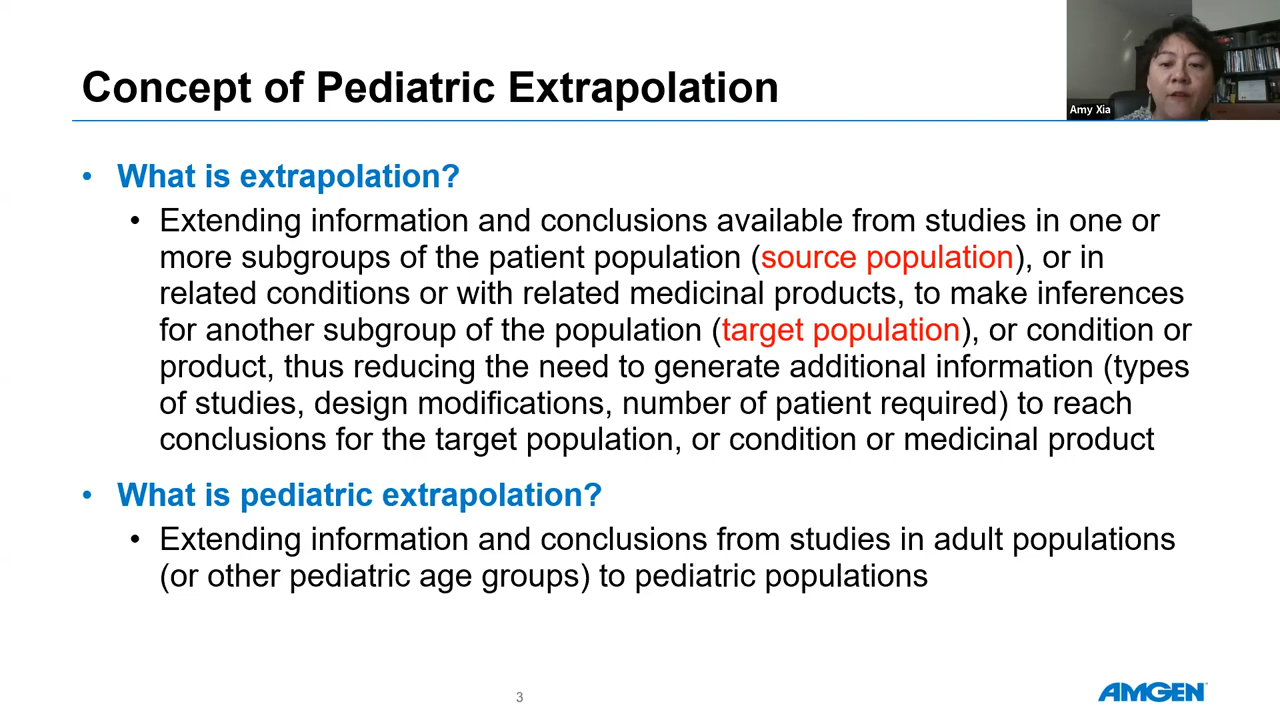 Concept of Pediatric Extrapolation
Amy Xia
• What is extrapolation?
• Extending information and conclusions available from studies in one or
more subgroups of the patient population (source population), or in
related conditions or with related medicinal products, to make inferences
for another subgroup of the population (target population), or condition or
product, thus reducing the need to generate additional information (types
of studies, design modifications, number of patient required) to reach
conclusions for the target population, or condition or medicinal product
• What is pediatric extrapolation?
• Extending information and conclusions from studies in adult populations
(or other pediatric age groups) to pediatric populations
3
AMGEN